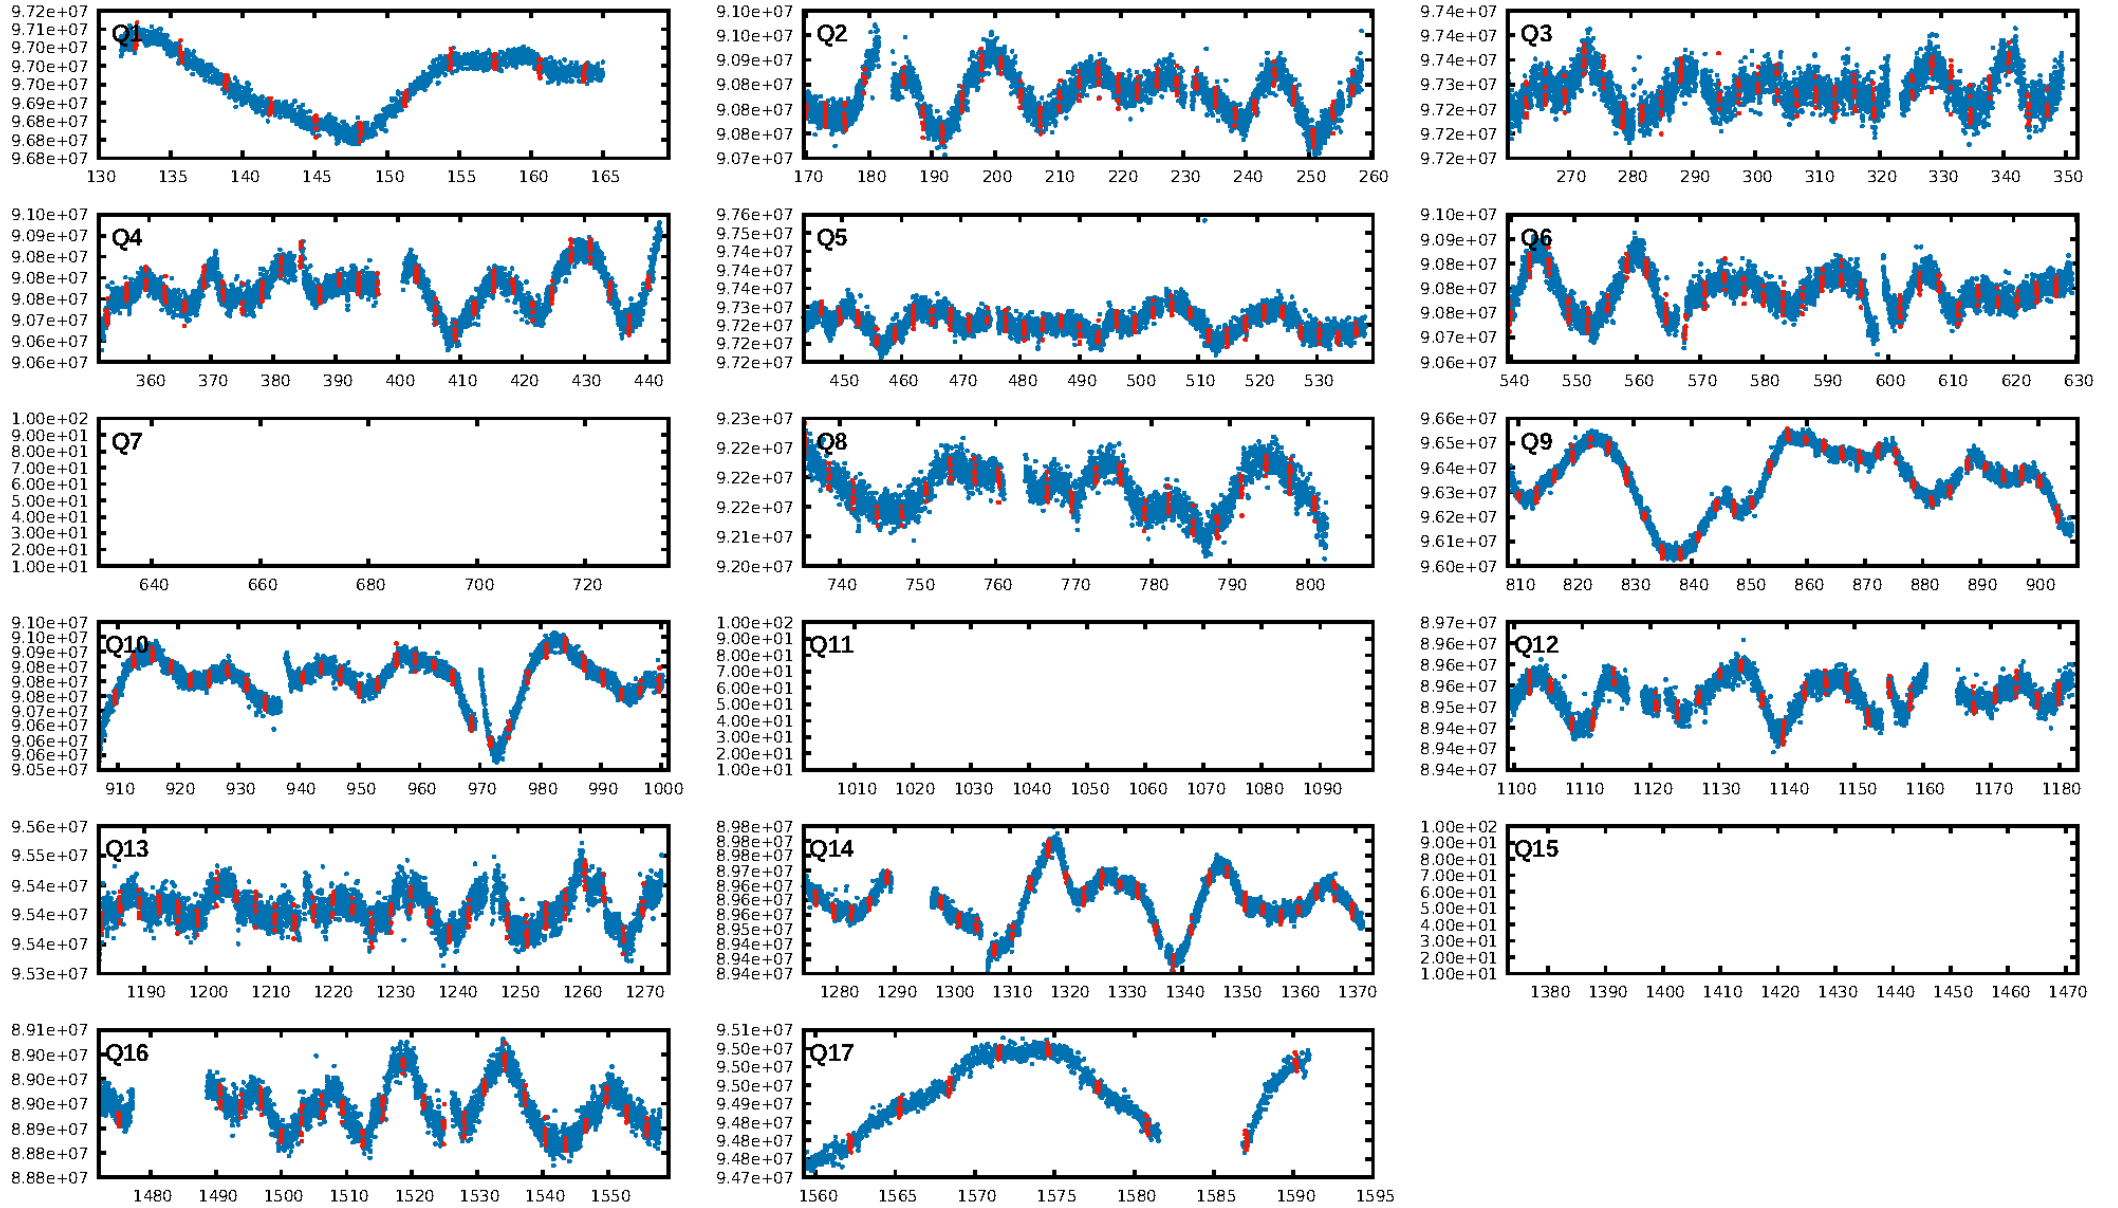 9.72e+07
9.71e+07
9.70e+07
9.70e+07
9.70e+07
9.69e+07
9.68e+07
9.68e+07
9.68e+07
Q1
130 135 140 145 150 155 160 165
9.10e+07
9.10e+07
9.09e+07
9.08e+07
9.08e+07
9.08e+07
9.07e+07
Q2
170 180 190 200 210 220 230 240 250 260
9.74e+07
9.74e+07
9.73e+07
9.73e+07
9.72e+07
9.72e+07
9.72e+07
Q3
270 280 290 300 310 320 330 340 350
9.10e+07
9.09e+07
9.08e+07
9.08e+07
9.08e+07
9.07e+07
9.06e+07
9.06e+07
Q4
360 370 380 390 400 410 420 430 440
9.76e+07
9.75e+07
9.74e+07
9.74e+07
9.74e+07
9.73e+07
9.72e+07
9.72e+07
9.72e+07
Q5
450 460 470 480 490 500 510 520 530
9.10e+07
9.09e+07
9.08e+07
9.08e+07
9.08e+07
9.07e+07
9.06e+07
Q6
540 550 560 570 580 590 600 610 620 630
1.00e+02
9.00e+01
8.00e+01
7.00e+01
6.00e+01
5.00e+01
4.00e+01
3.00e+01
2.00e+01
1.00e+01
Q7
640 660 680 700 720
9.23e+07
9.22e+07
9.22e+07
9.22e+07
9.21e+07
9.20e+07
Q8
740 750 760 770 780 790 800
9.66e+07
9.65e+07
9.64e+07
9.63e+07
9.62e+07
9.61e+07
9.60e+07
Q9
810 820 830 840 850 860 870 880 890 900
9.10e+07
9.10e+07
9.09e+07
9.08e+07
9.08e+07
9.08e+07
9.07e+07
9.06e+07
9.06e+07
9.06e+07
9.05e+07
Q10
910 920 930 940 950 960 970 980 990 1000
1.00e+02
9.00e+01
8.00e+01
7.00e+01
6.00e+01
5.00e+01
4.00e+01
3.00e+01
2.00e+01
1.00e+01
Q11
1010 1020 1030 1040 1050 1060 1070 1080 1090
8.97e+07
8.96e+07
8.96e+07
8.96e+07
8.95e+07
8.94e+07
8.94e+07
8.94e+07
Q12
1100 1110 1120 1130 1140 1150 1160 1170 1180
9.56e+07
9.55e+07
9.54e+07
9.54e+07
9.54e+07
9.53e+07
Q13
1190 1200 1210 1220 1230 1240 1250 1260 1270
8.98e+07
8.98e+07
8.98e+07
8.97e+07
8.96e+07
8.96e+07
8.96e+07
8.95e+07
8.94e+07
8.94e+07
8.94e+07
Q14
1280 1290 1300 1310 1320 1330 1340 1350 1360 1370
1.00e+02
9.00e+01
8.00e+01
7.00e+01
6.00e+01
5.00e+01
4.00e+01
3.00e+01
2.00e+01
1.00e+01
Q15
1380 1390 1400 1410 1420 1430 1440 1450 1460 1470
8.91e+07
8.90e+07
8.90e+07
8.90e+07
8.89e+07
8.88e+07
8.88e+07
Q16
1480 1490 1500 1510 1520 1530 1540 1550
9.51e+07
9.50e+07
9.50e+07
9.50e+07
9.49e+07
9.48e+07
9.48e+07
9.48e+07
9.47e+07
Q17
1560 1565 1570 1575 1580 1585 1590 1595